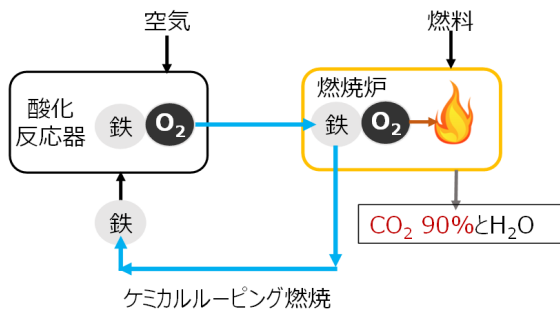 空気
燃料
酸化
反応器
鉄
O₂
燃焼炉
鉄
O₂
鉄
CO₂ 90%とH₂O
ケミカルルーピング燃焼